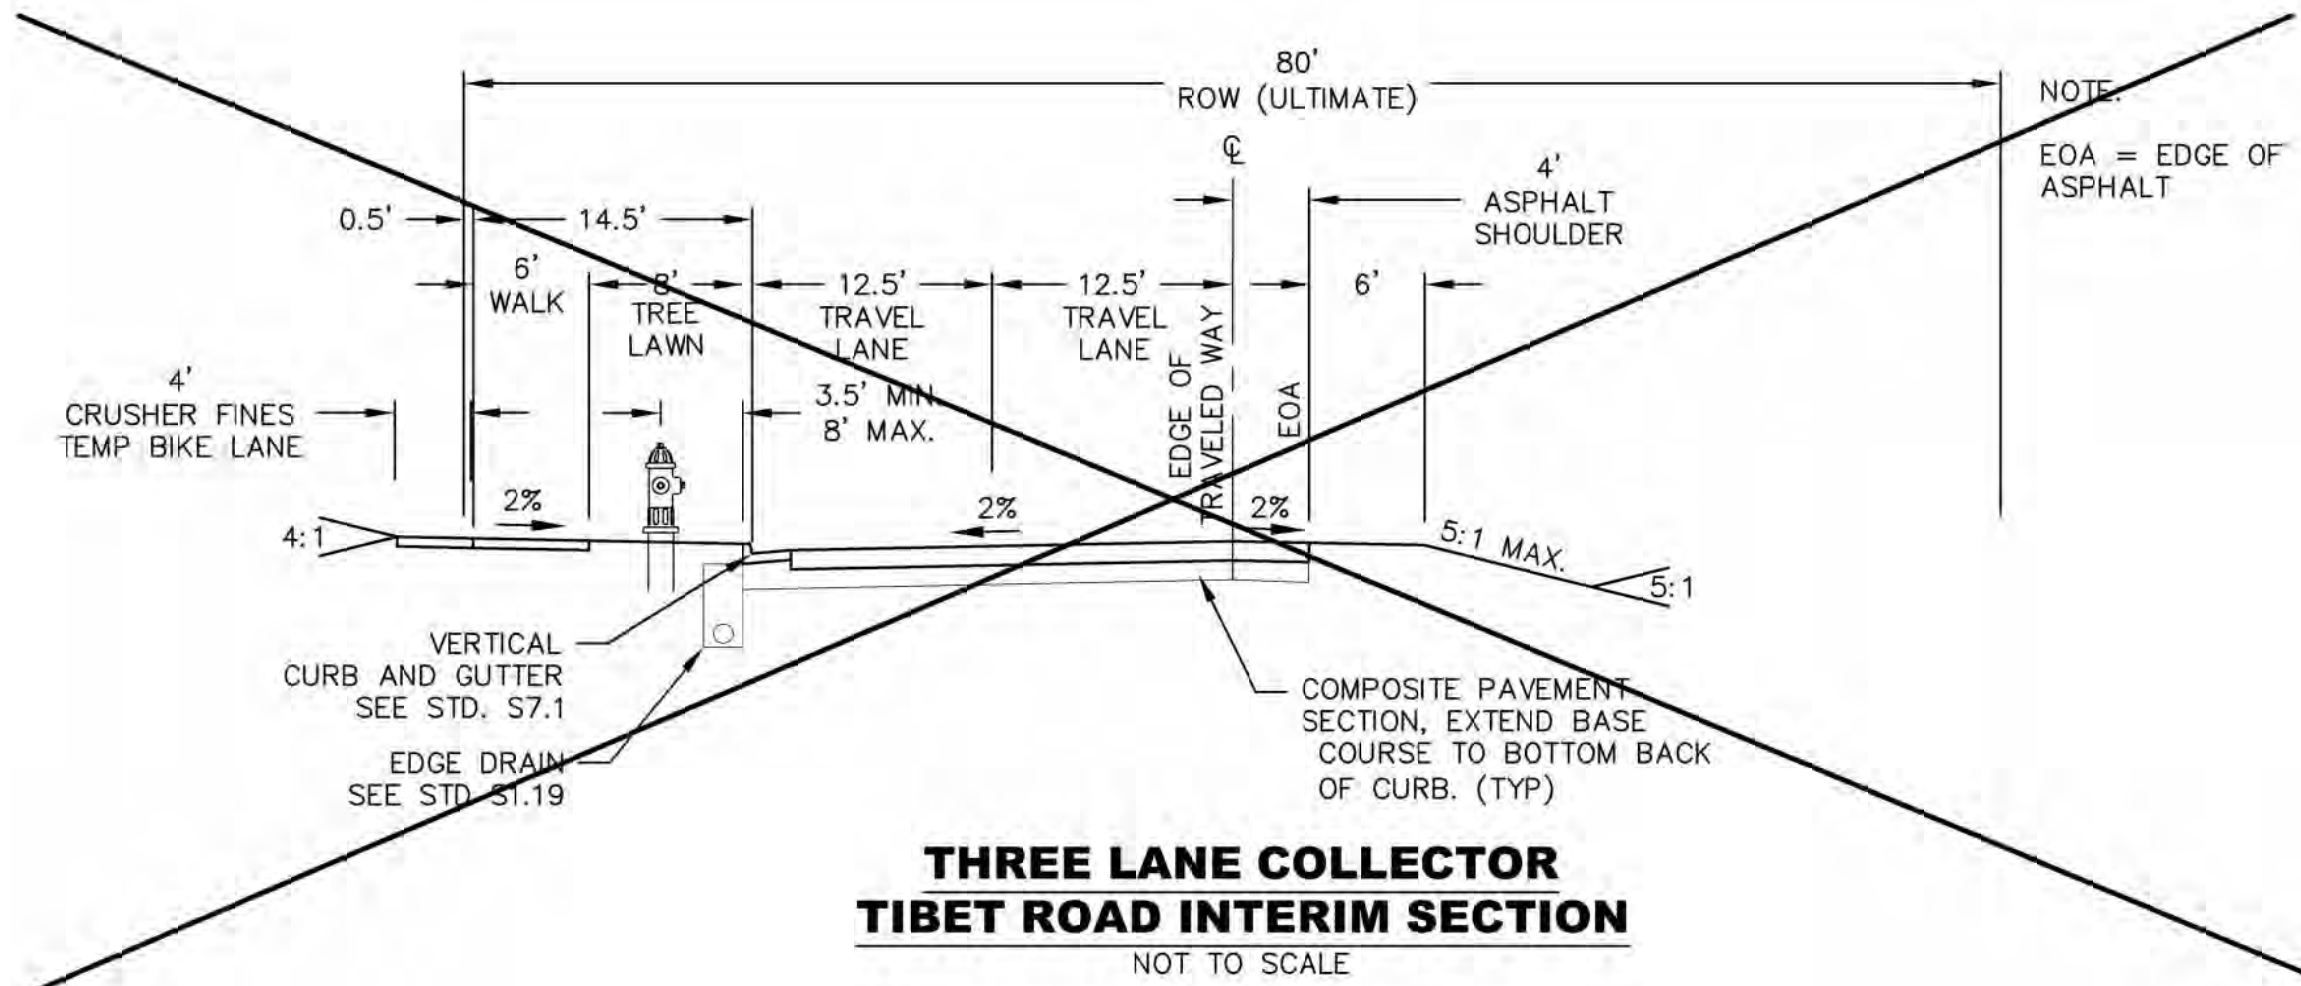 80'
ROW (ULTIMATE)
NOTE:
EOA = EDGE OF
ASPHALT
℄
4'
ASPHALT
SHOULDER
0.5'
14.5'
6'
WALK
8'
TREE
LAWN
12.5'
TRAVEL
LANE
12.5'
TRAVEL
LANE
EDGE OF
TRAVELED WAY
EOA
6'
4'
CRUSHER FINES
TEMP BIKE LANE
3.5' MIN.
8' MAX.
2%
2%
2%
4:1
5:1 MAX.
5:1
VERTICAL
CURB AND GUTTER
SEE STD. S7.1
EDGE DRAIN
SEE STD. S1.19
COMPOSITE PAVEMENT
SECTION, EXTEND BASE
COURSE TO BOTTOM BACK
OF CURB. (TYP)
THREE LANE COLLECTOR
TIBET ROAD INTERIM SECTION
NOT TO SCALE